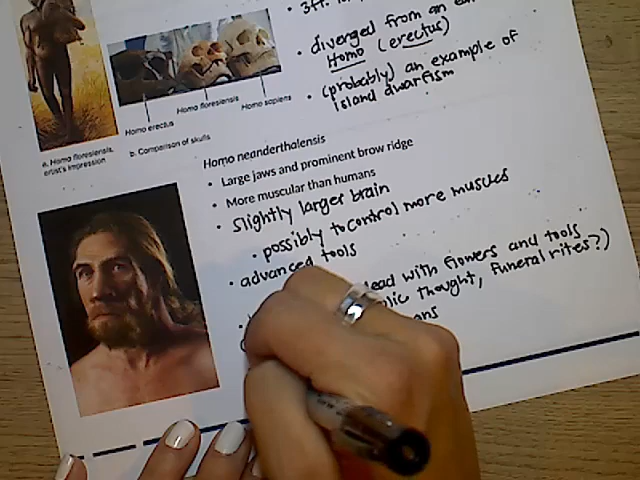 3ft.
diverged from an
Homo (erectus)
(probably) an example of
island dwarfism
Homo erectus
Homo floresiensis
Homo sapiens
a. Homo floresiensis,
artist's impression
b. Comparison of skulls
Homo neanderthalensis
Large jaws and prominent brow ridge
More muscular than humans
slightly larger brain
possibly to control more muscles
advanced tools
dead with flowers and tools
thought, funeral rites?)